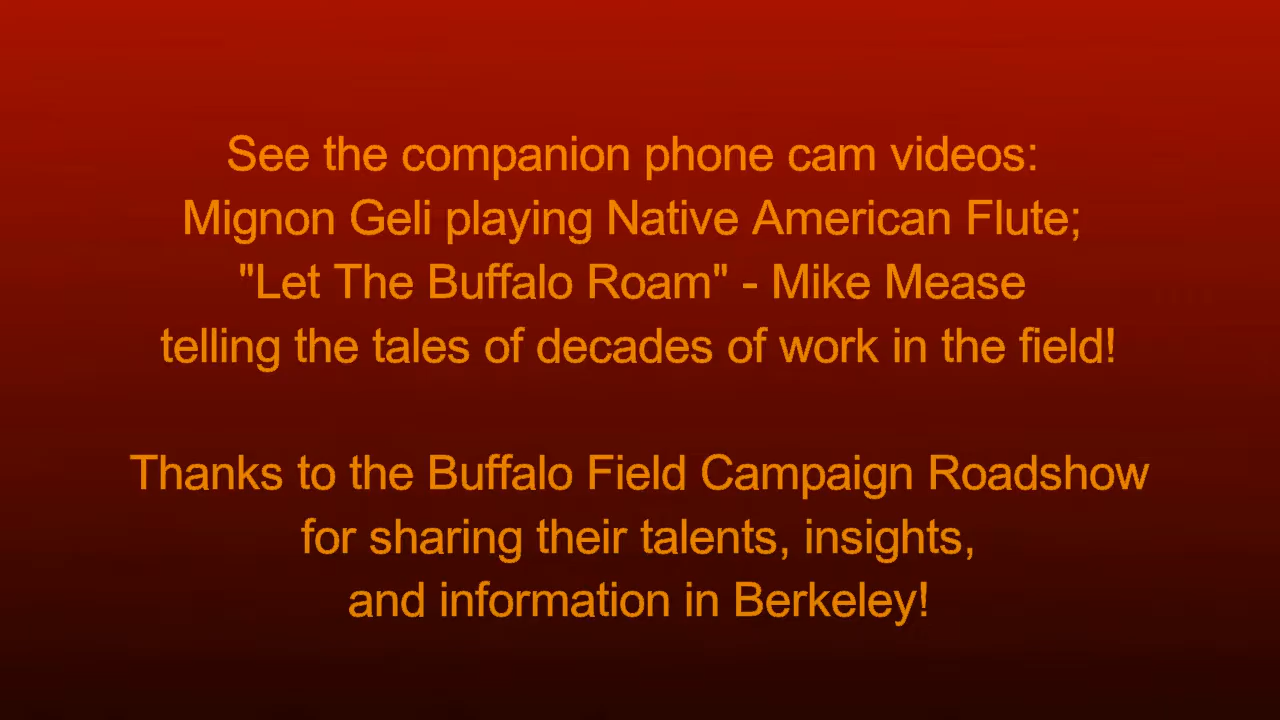 See the companion phone cam videos:
Mignon Geli playing Native American Flute;
"Let The Buffalo Roam" - Mike Mease
telling the tales of decades of work in the field!
Thanks to the Buffalo Field Campaign Roadshow
for sharing their talents, insights,
and information in Berkeley!